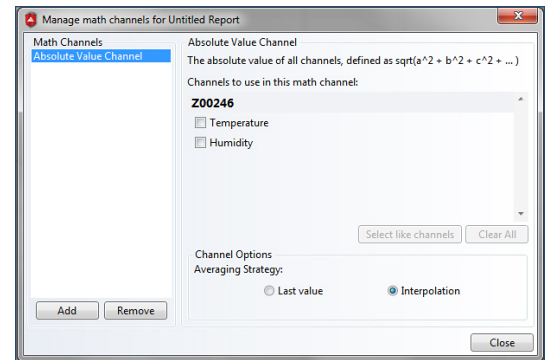 Manage math channels for Untitled Report
Math Channels
Absolute Value Channel
Add
Remove
Absolute Value Channel
The absolute value of all channels, defined as sqrt(a^2 + b^2 + c^2 + ... )
Channels to use in this math channel:
Z00246
Temperature
Humidity
Select like channels
Clear All
Channel Options
Averaging Strategy:
Last value
Interpolation
Close